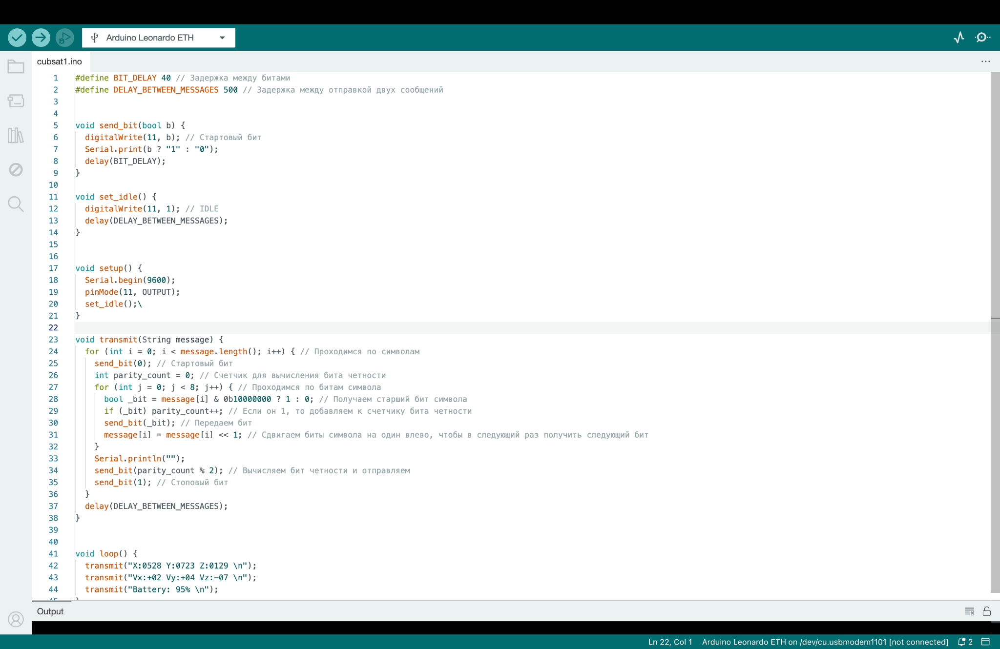 Arduino Leonardo ETH
cubsat1.ino
1 #define BIT_DELAY 40 // Задержка между битами
2 #define DELAY_BETWEEN_MESSAGES 500 // Задержка между отправкой двух сообщений
3
4
5 void send_bit(bool b) {
6 digitalWrite(11, b); // Стартовый бит
7 Serial.print(b ? "1" : "0");
8 delay(BIT_DELAY);
9 }
10
11 void set_idle() {
12 digitalWrite(11, 1); // IDLE
13 delay(DELAY_BETWEEN_MESSAGES);
14 }
15
16
17 void setup() {
18 Serial.begin(9600);
19 pinMode(11, OUTPUT);
20 set_idle();\
21 }
22
23 void transmit(String message) {
24 for (int i = 0; i < message.length(); i++) { // Проходимся по символам
25 send_bit(0); // Стартовый бит
26 int parity_count = 0; // Счетчик для вычисления бита четности
27 for (int j = 0; j < 8; j++) { // Проходимся по битам символа
28 bool _bit = message[i] & 0b10000000 ? 1 : 0; // Получаем старший бит символа
29 if (_bit) parity_count++; // Если он 1, то добавляем к счетчику бита четности
30 send_bit(_bit); // Передаем бит
31 message[i] = message[i] << 1; // Сдвигаем биты символа на один влево, чтобы в следующий раз получить следующий бит
32 }
33 Serial.println("");
34 send_bit(parity_count % 2); // Вычисляем бит четности и отправляем
35 send_bit(1); // Стоповый бит
36 }
37 delay(DELAY_BETWEEN_MESSAGES);
38 }
39
40
41 void loop() {
42 transmit("X:0528 Y:0723 Z:0129 \n");
43 transmit("Vx:+02 Vy:+04 Vz:-07 \n");
44 transmit("Battery: 95% \n");
45 }
Output
Ln 22, Col 1 Arduino Leonardo ETH on /dev/cu.usbmodem1101 [not connected] 2